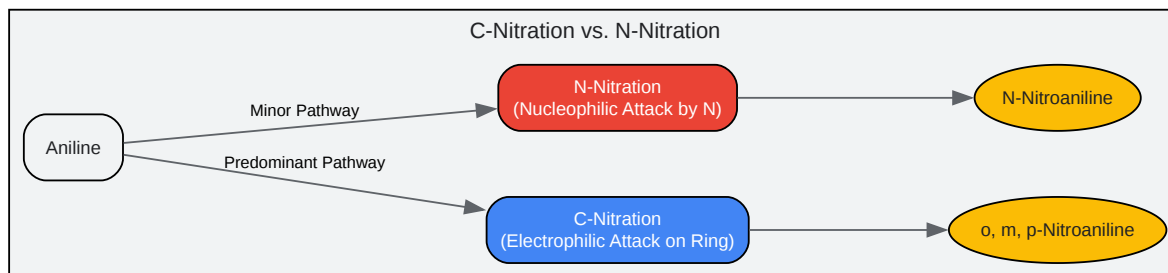 C-Nitration vs. N-Nitration
N-Nitration
(Nucleophilic Attack by N)
N-Nitroaniline
Minor Pathway
Aniline
Predominant Pathway
C-Nitration
(Electrophilic Attack on Ring)
o, m, p-Nitroaniline